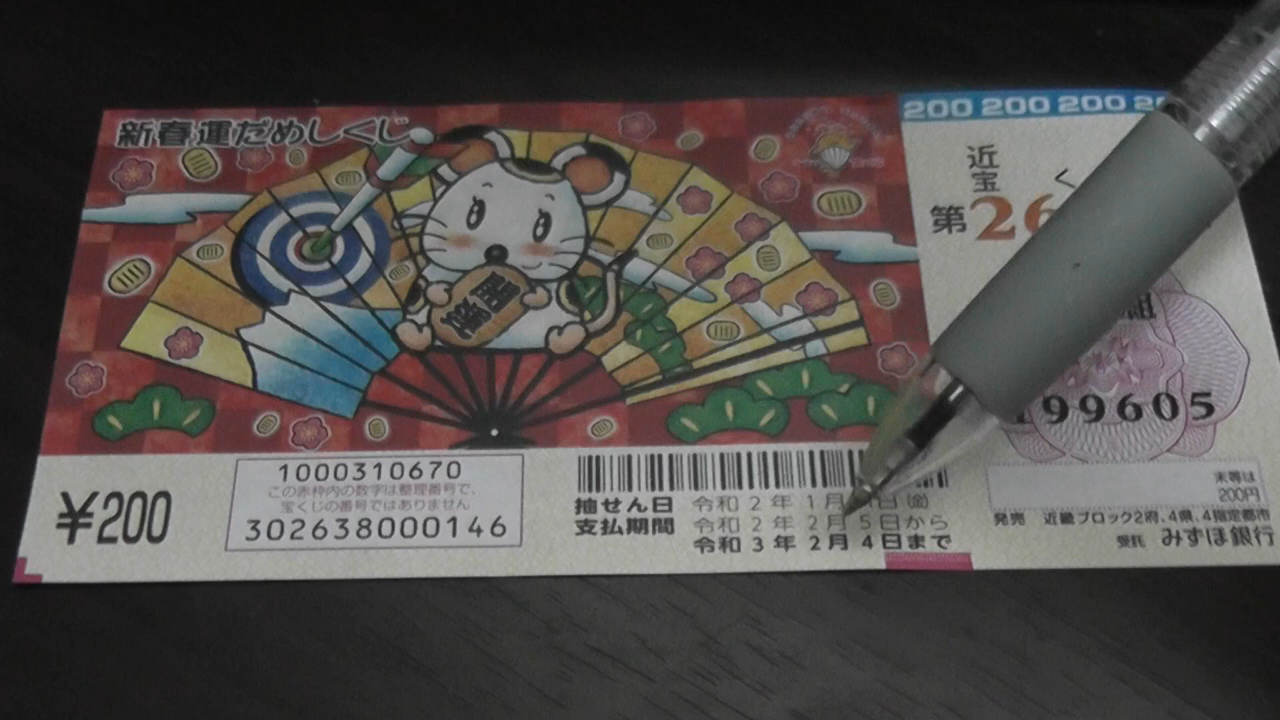 新春運だめしくじ
200 200 200 2
近宝 く
第26
組
199605
1000310670
この赤枠内の数字は整理番号で、
宝くじの番号ではありません
302638000146
¥200
抽せん日 令和 2 年 1月 日 (金)
支払期間 令和 2 年 2月 5日から
令和 3 年 2月 4日まで
末等は
200円
発売 近畿ブロック2府、4県、4指定都市
受託 みずほ銀行